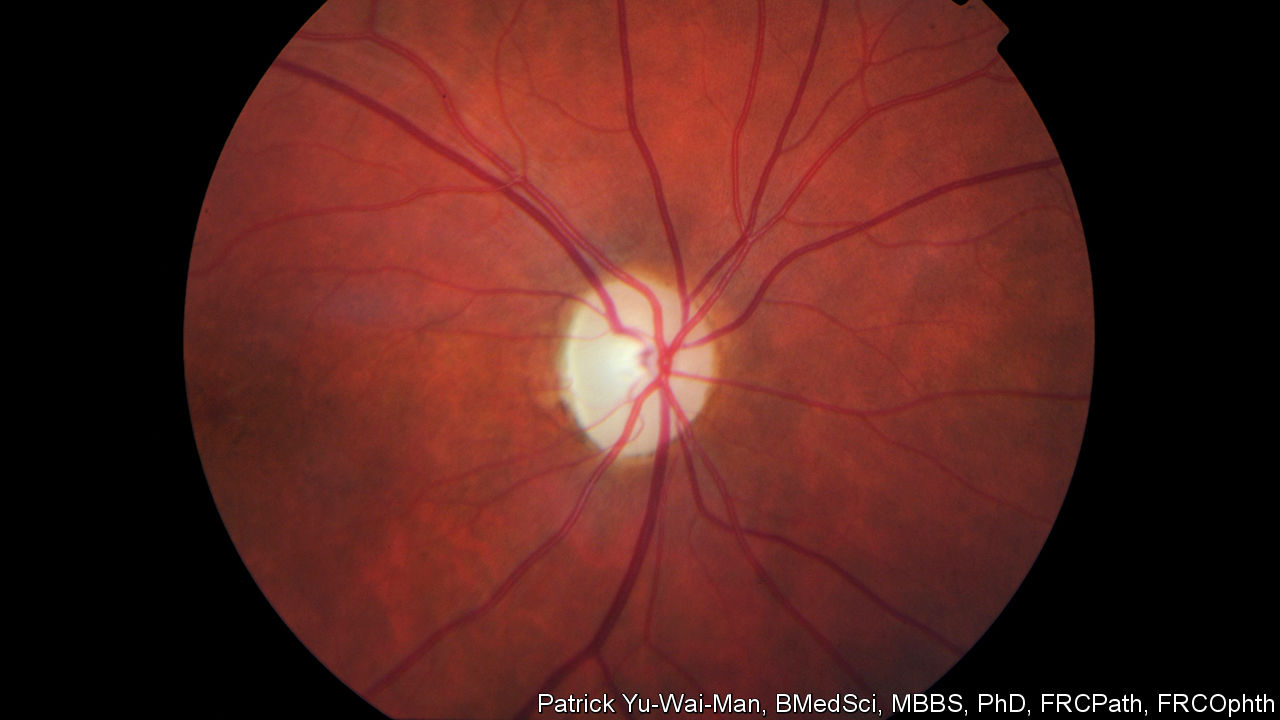 Patrick Yu-Wai-Man, BMedSci, MBBS, PhD, FRCPath, FRCOphth